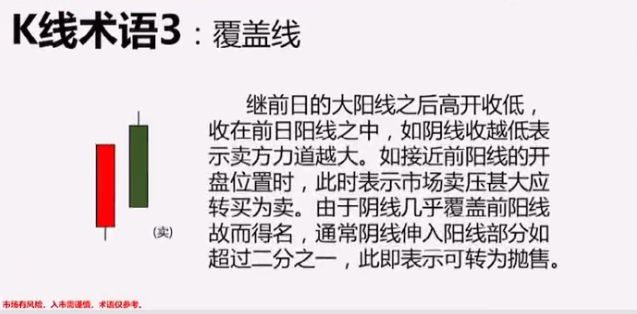 K线术语3：覆盖线
继前日的大阳线之后高开收低，
收在前日阳线之中，如阴线收越低表
示卖方力道越大。如接近前阳线的开
盘位置时，此时表示市场卖压甚大应
转买为卖。由于阴线几乎覆盖前阳线
故而得名，通常阴线伸入阳线部分如
超过二分之一，此即表示可转为抛售。
(卖)
市场有风险，入市需谨慎，术语仅参考。